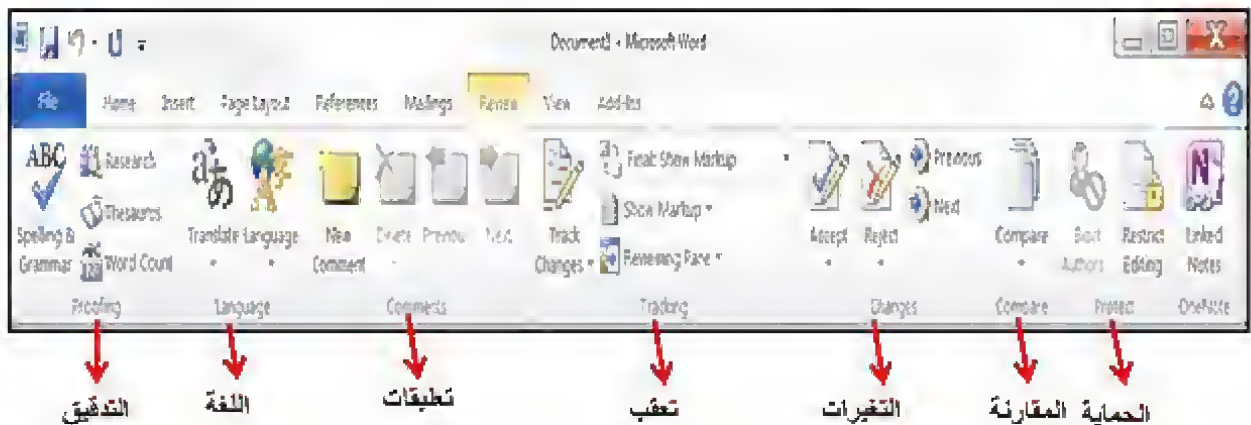 Document1 - Microsoft Word
File Home Insert Page Layout References Mailings Review View Add-Ins
ABC Research Final: Show Markup Previous
Thesaurus Show Markup Next
Spelling & Grammar Word Count Translate Language New Comment Delete Previous Next Track Changes Reviewing Pane Accept Reject Compare Block Authors Restrict Editing Linked Notes
Proofing Language Comments Tracking Changes Compare Protect OneNote
التدقيق اللغة تعليقات تعقب التغيرات المقارنة الحماية